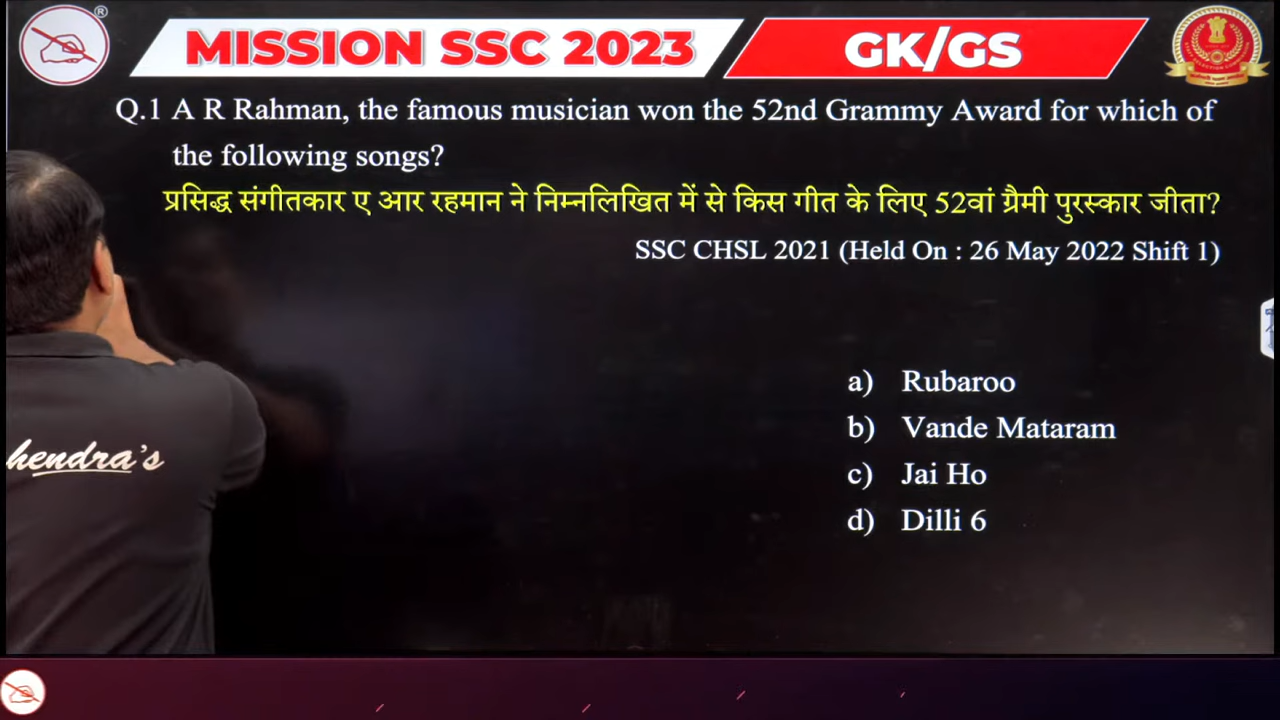 ®
MISSION SSC 2023
GK/GS
Q.1 A R Rahman, the famous musician won the 52nd Grammy Award for which of
the following songs?
प्रसिद्ध संगीतकार ए आर रहमान ने निम्नलिखित में से किस गीत के लिए 52वां ग्रैमी पुरस्कार जीता?
SSC CHSL 2021 (Held On : 26 May 2022 Shift 1)
a) Rubaroo
b) Vande Mataram
c) Jai Ho
d) Dilli 6
hendra's